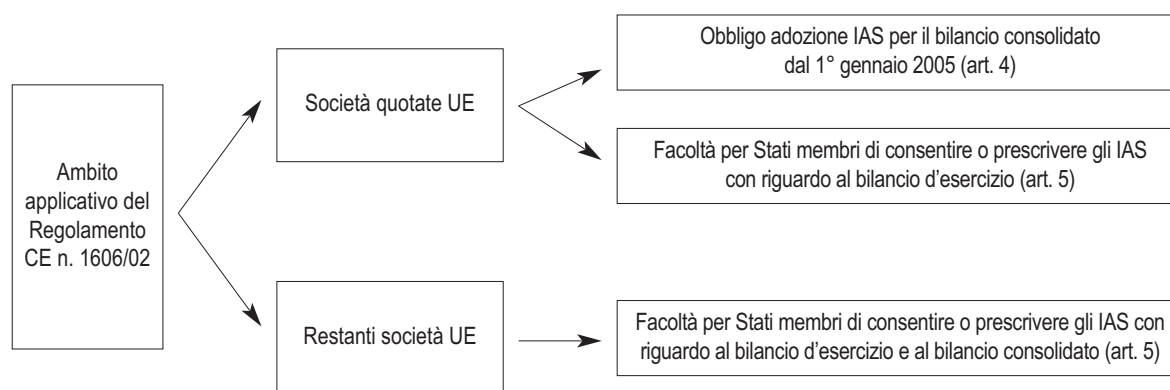 Ambito
applicativo del
Regolamento
CE n. 1606/02
Società quotate UE
Obbligo adozione IAS per il bilancio consolidato
dal 1° gennaio 2005 (art. 4)
Facoltà per Stati membri di consentire o prescrivere gli IAS
con riguardo al bilancio d'esercizio (art. 5)
Restanti società UE
Facoltà per Stati membri di consentire o prescrivere gli IAS con
riguardo al bilancio d'esercizio e al bilancio consolidato (art. 5)